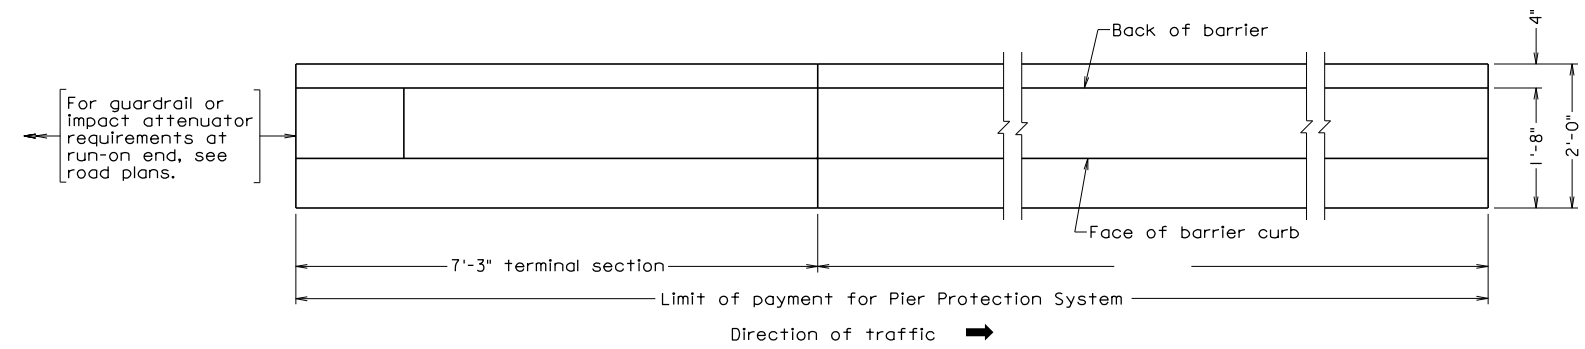 Back of barrier
4"
For guardrail or
impact attenuator
requirements at
run-on end, see
road plans.
1'-8"
2'-0"
Face of barrier curb
7'-3" terminal section
Limit of payment for Pier Protection System
Direction of traffic